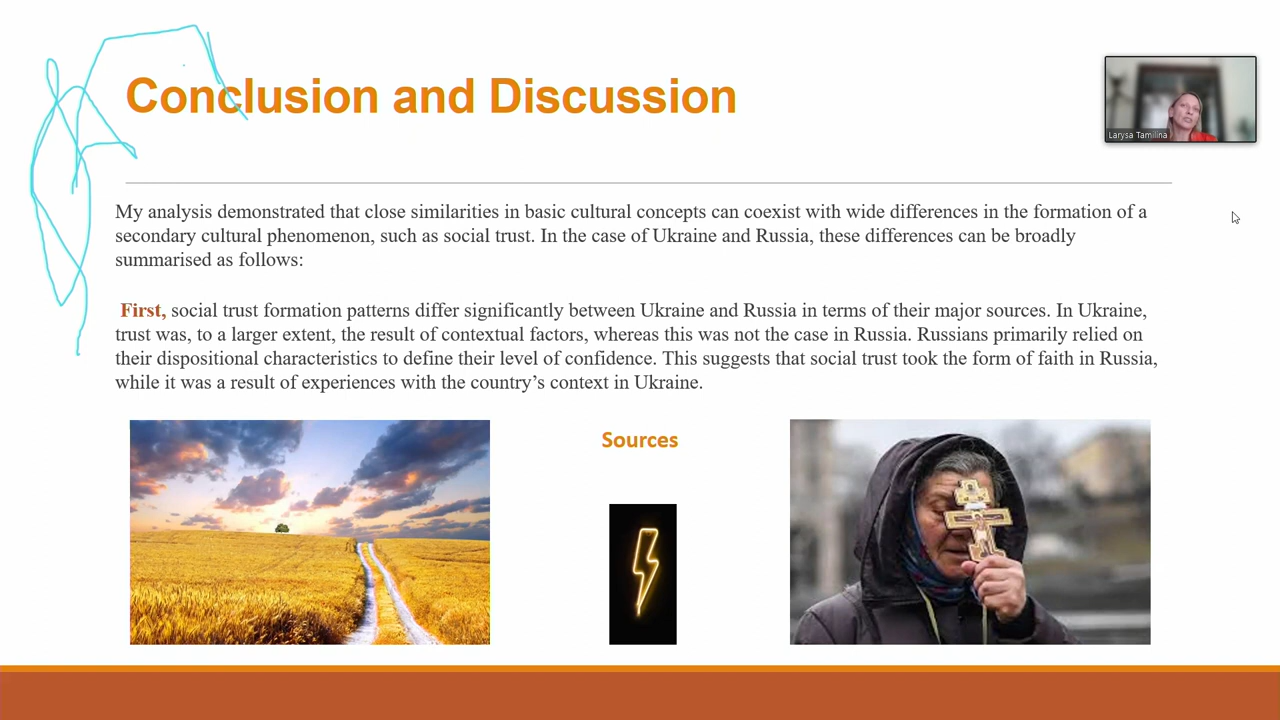 Conclusion and Discussion
Larysa Tamilina
My analysis demonstrated that close similarities in basic cultural concepts can coexist with wide differences in the formation of a
secondary cultural phenomenon, such as social trust. In the case of Ukraine and Russia, these differences can be broadly
summarised as follows:
First, social trust formation patterns differ significantly between Ukraine and Russia in terms of their major sources. In Ukraine,
trust was, to a larger extent, the result of contextual factors, whereas this was not the case in Russia. Russians primarily relied on
their dispositional characteristics to define their level of confidence. This suggests that social trust took the form of faith in Russia,
while it was a result of experiences with the country’s context in Ukraine.
Sources